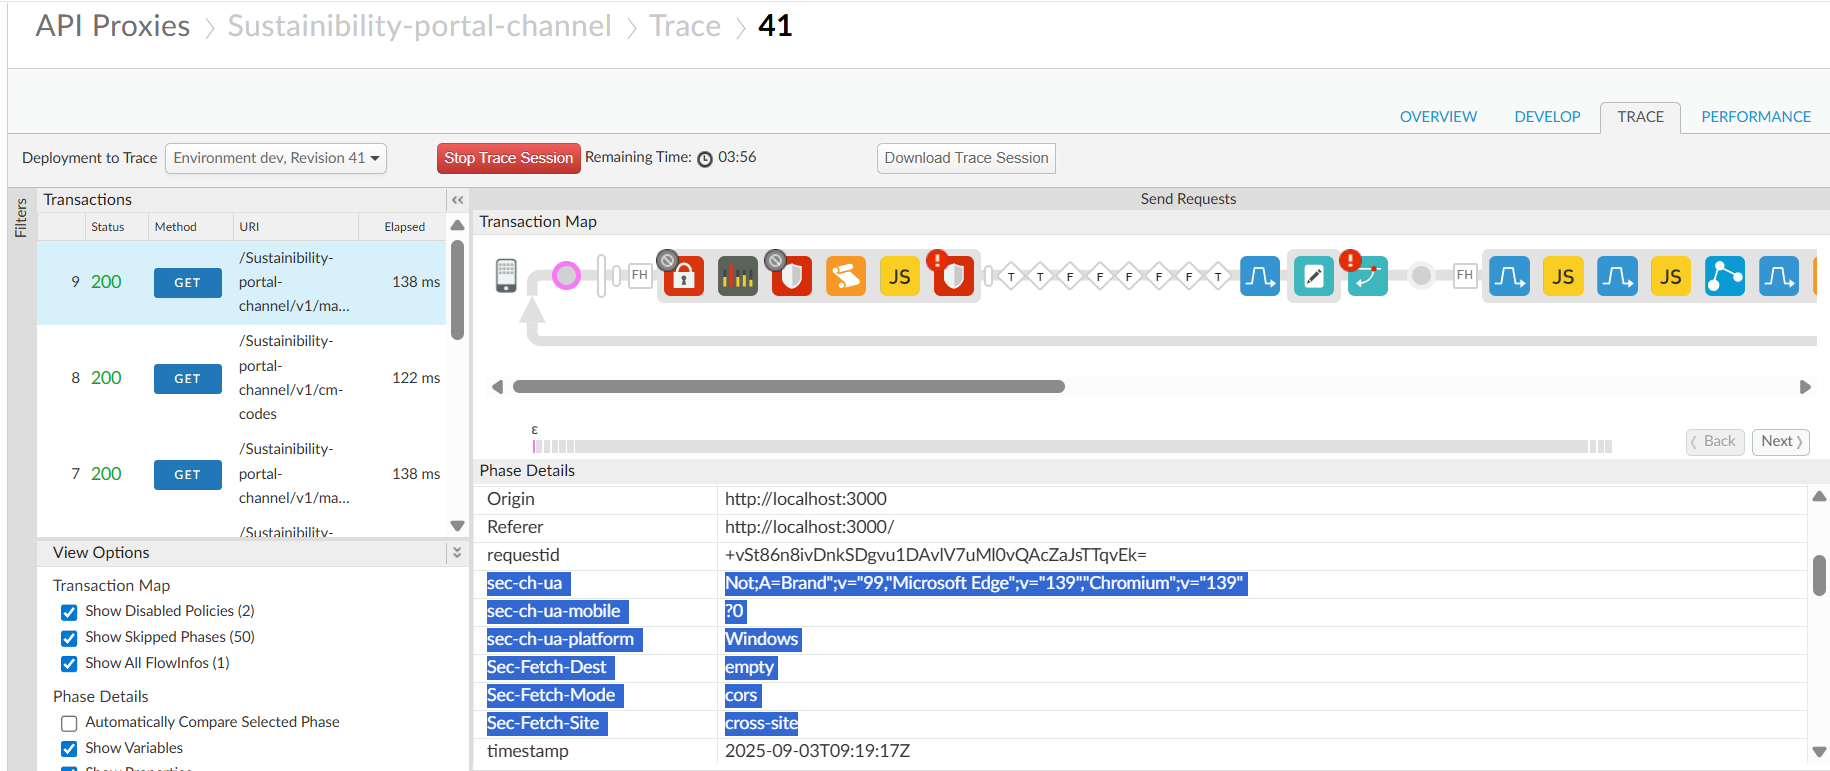 API Proxies > Sustainibility-portal-channel > Trace > 41
OVERVIEW DEVELOP TRACE PERFORMANCE
Deployment to Trace Environment dev, Revision 41 Stop Trace Session Remaining Time: 03:56 Download Trace Session
Filters
Transactions
Status Method URI Elapsed
9 200 GET /Sustainibility-
portal-
channel/v1/ma... 138 ms
8 200 GET /Sustainibility-
portal-
channel/v1/cm-
codes 122 ms
7 200 GET /Sustainibility-
portal-
channel/v1/ma... 138 ms
/Sustainibility-
View Options
Transaction Map
Show Disabled Policies (2)
Show Skipped Phases (50)
Show All FlowInfos (1)
Phase Details
Automatically Compare Selected Phase
Show Variables
Show Properties
Send Requests
Transaction Map
FH JS T T F F F F F T FH JS JS
ε
Back Next
Phase Details
Origin http://localhost:3000
Referer http://localhost:3000/
requestid +vSt86n8ivDnkSDgvu1DAvlV7uMl0vQAcZaJsTTqvEk=
sec-ch-ua Not;A=Brand";v="99,"Microsoft Edge";v="139""Chromium";v="139"
sec-ch-ua-mobile ?0
sec-ch-ua-platform Windows
Sec-Fetch-Dest empty
Sec-Fetch-Mode cors
Sec-Fetch-Site cross-site
timestamp 2025-09-03T09:19:17Z